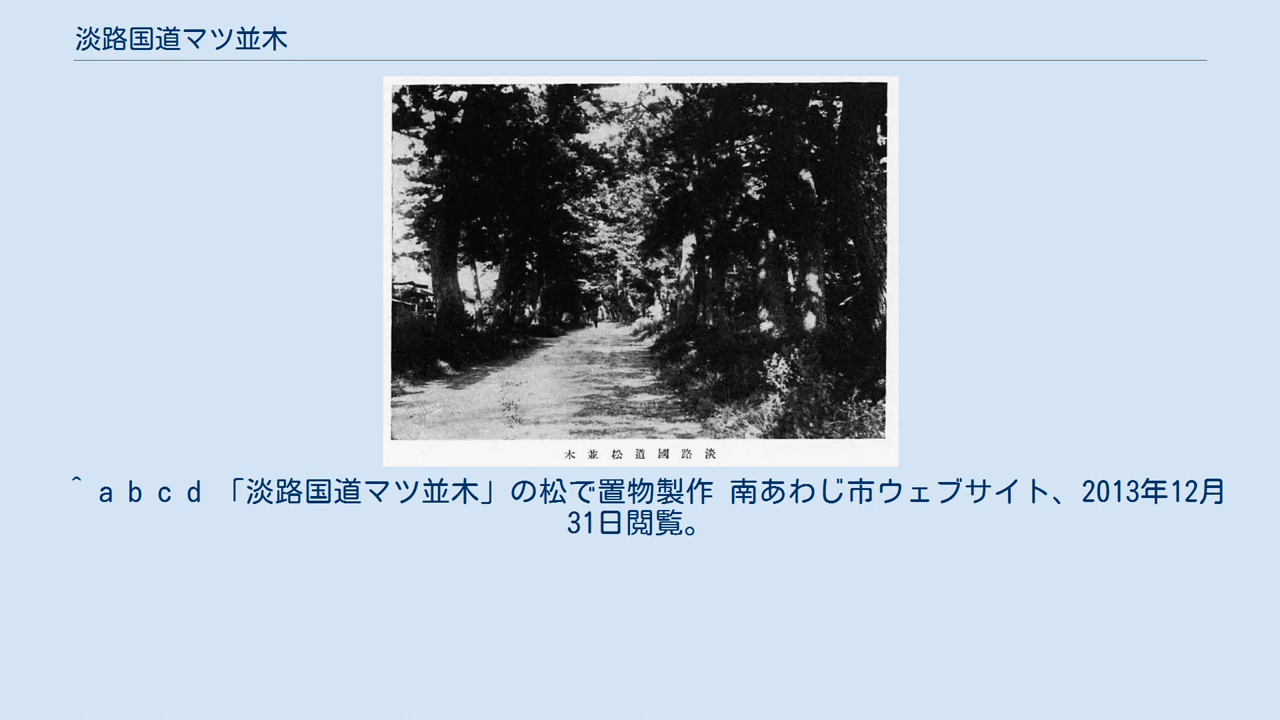 淡路国道マツ並木
木並松道國路淡
^ a b c d 「淡路国道マツ並木」の松で置物製作 南あわじ市ウェブサイト、2013年12月
31日閲覧。